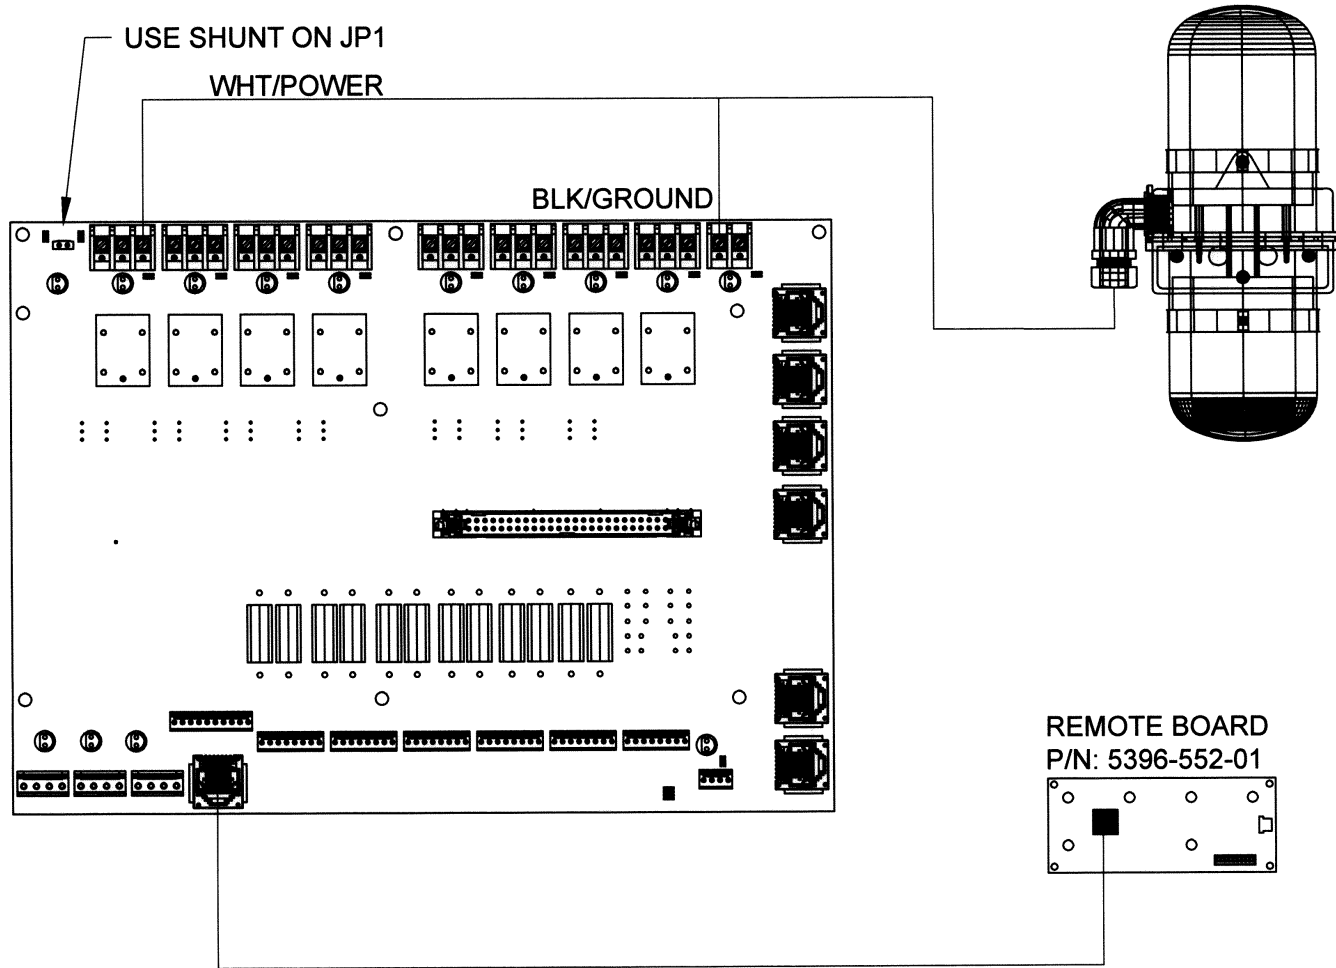 USE SHUNT ON JP1
WHT/POWER
BLK/GROUND
REMOTE BOARD
P/N: 5396-552-01